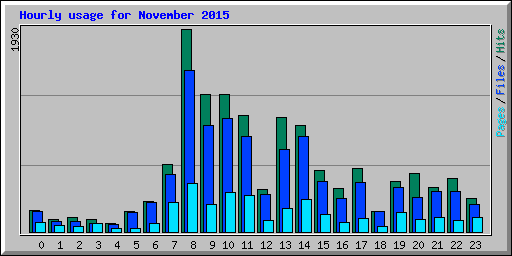 Hourly usage for November 2015
1930
Pages/Files/Hits
0 1 2 3 4 5 6 7 8 9 10 11 12 13 14 15 16 17 18 19 20 21 22 23